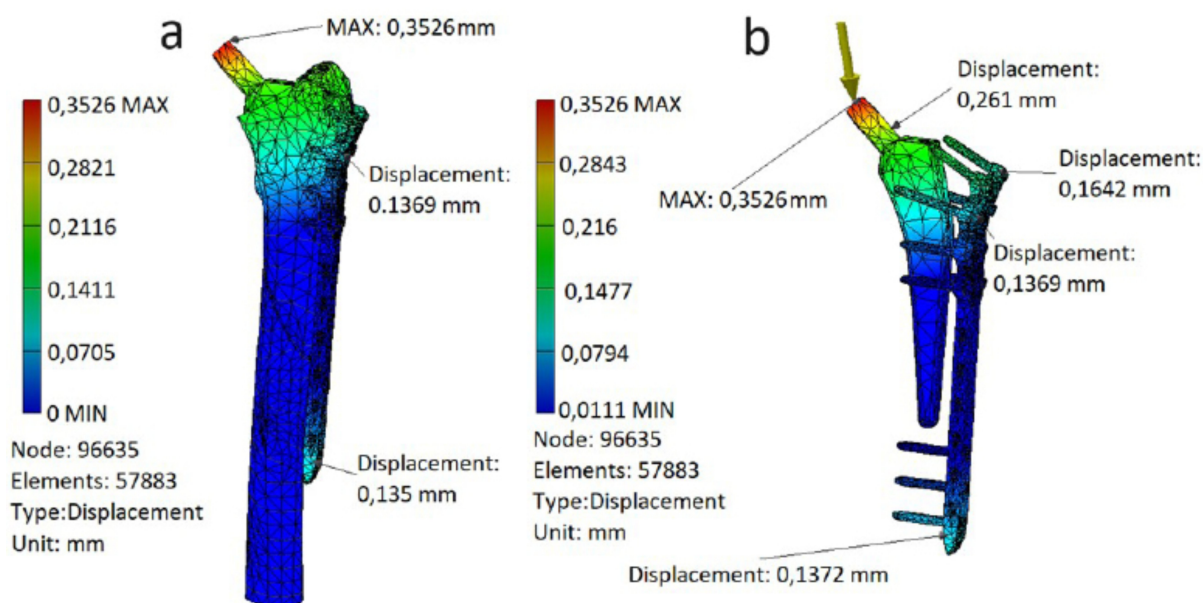 a
MAX: 0,3526mm
0,3526 MAX
0,2821
0,2116
0,1411
0,0705
0 MIN
Node: 96635
Elements: 57883
Type:Displacement
Unit: mm
Displacement:
0.1369 mm
Displacement:
0,135 mm
b
Displacement:
0,261 mm
0,3526 MAX
0,2843
0,216
0,1477
0,0794
0,0111 MIN
Node: 96635
Elements: 57883
Type:Displacement
Unit: mm
MAX: 0,3526mm
Displacement:
0,1642 mm
Displacement:
0,1369 mm
Displacement: 0,1372 mm